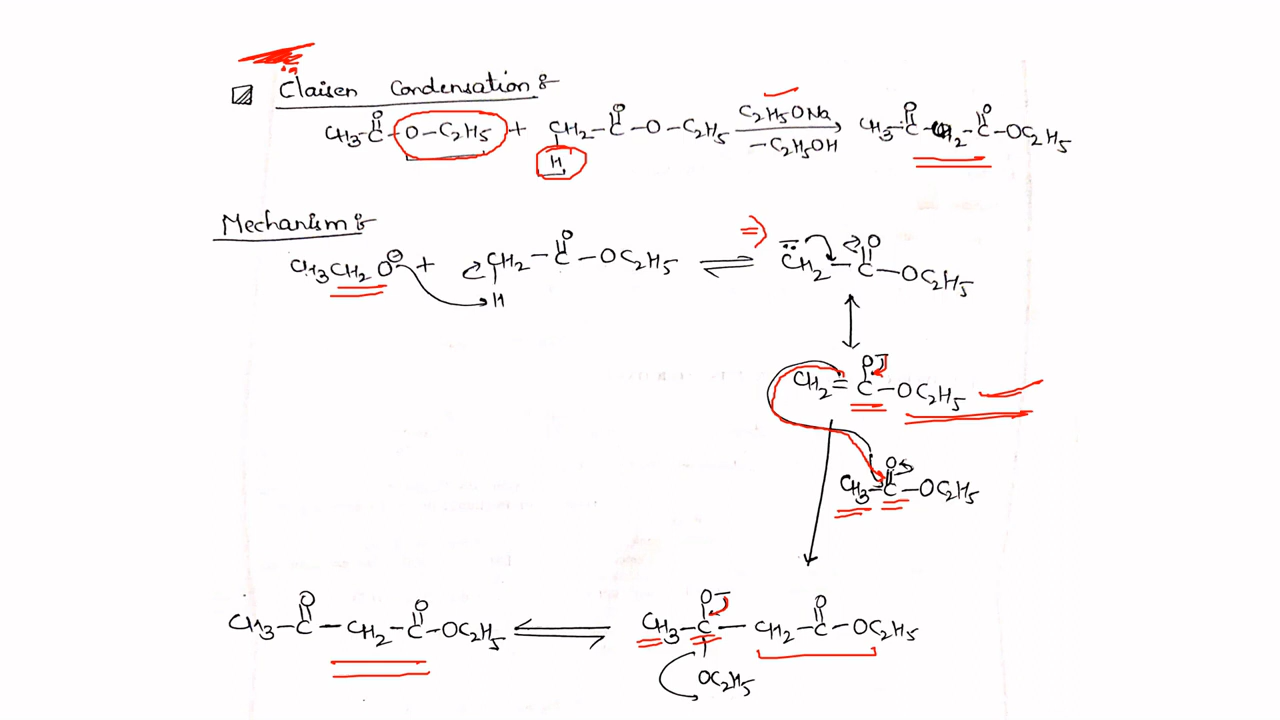 Claisen Condensation:
O O O O
CH3-C-O-C2H5 + CH2-C-O-C2H5 C2H5ONa CH3-C-CH2-C-OC2H5
H -C2H5OH
Mechanism:
⇒)
CH3CH2O⊖ + CH2-C-OC2H5 ⇌ C̄H2-C-OC2H5
O O
H
O-
CH2=C-OC2H5
O
CH3-C-OC2H5
O O O- O
CH3-C-CH2-C-OC2H5 ⇌ CH3-C-CH2-C-OC2H5
OC2H5